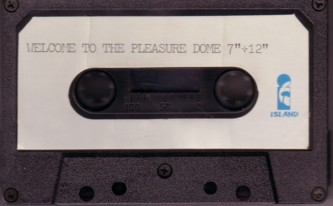 WELCOME TO THE PLEASURE DOME 7"+12"
ISLAND